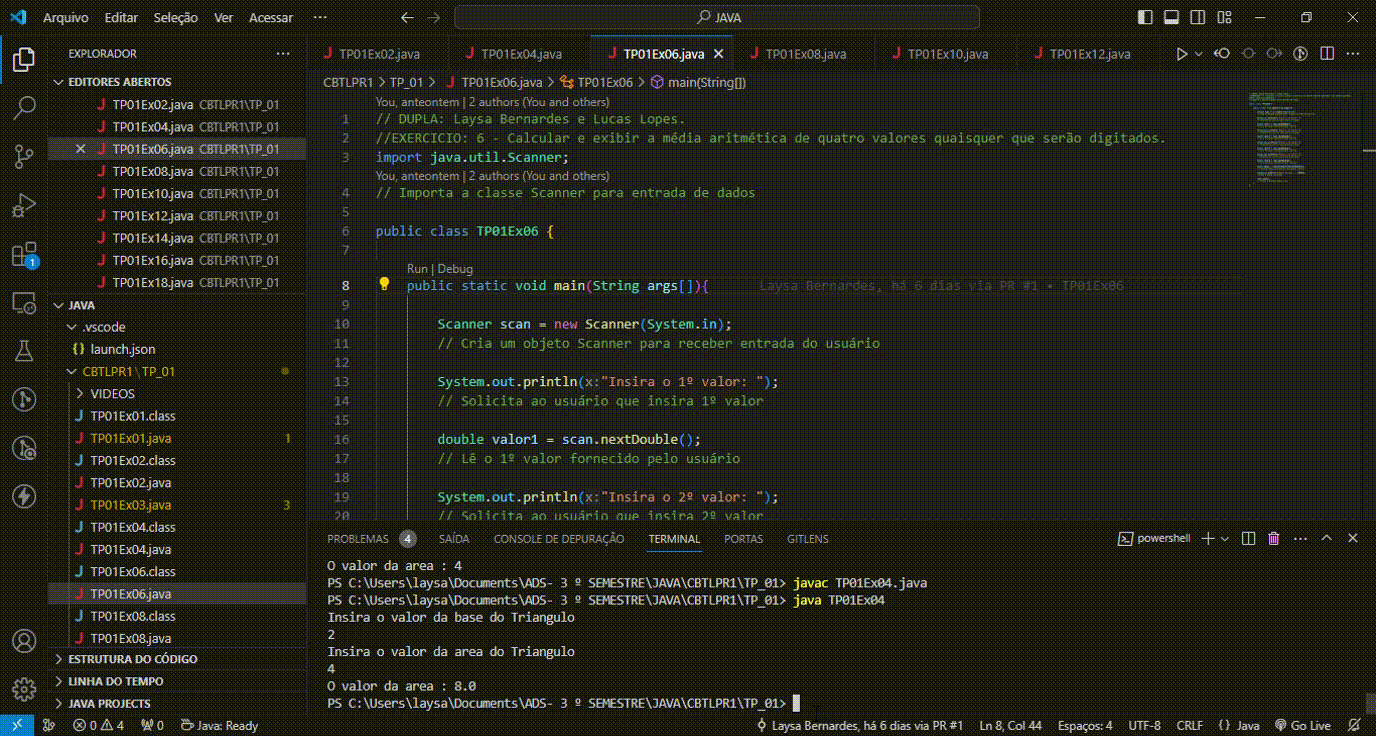 Arquivo Editar Seleção Ver Acessar ··· JAVA
EXPLORADOR ···
EDITORES ABERTOS
TP01Ex02.java CBTLPR1\TP_01
TP01Ex04.java CBTLPR1\TP_01
TP01Ex06.java CBTLPR1\TP_01
TP01Ex08.java CBTLPR1\TP_01
TP01Ex10.java CBTLPR1\TP_01
TP01Ex12.java CBTLPR1\TP_01
TP01Ex14.java CBTLPR1\TP_01
TP01Ex16.java CBTLPR1\TP_01
TP01Ex18.java CBTLPR1\TP_01
JAVA
.vscode
{} launch.json
CBTLPR1\TP_01
VIDEOS
TP01Ex01.class
TP01Ex01.java 1
TP01Ex02.class
TP01Ex02.java
TP01Ex03.java 3
TP01Ex04.class
TP01Ex04.java
TP01Ex06.class
TP01Ex06.java
TP01Ex08.class
TP01Ex08.java
ESTRUTURA DO CÓDIGO
LINHA DO TEMPO
JAVA PROJECTS
1
TP01Ex02.java TP01Ex04.java TP01Ex06.java TP01Ex08.java TP01Ex10.java TP01Ex12.java
CBTLPR1 > TP_01 > TP01Ex06.java > TP01Ex06 > main(String[])
You, anteontem | 2 authors (You and others)
1 // DUPLA: Laysa Bernardes e Lucas Lopes.
2 //EXERCICIO: 6 - Calcular e exibir a média aritmética de quatro valores quaisquer que serão digitados.
3 import java.util.Scanner;
You, anteontem | 2 authors (You and others)
4 // Importa a classe Scanner para entrada de dados
5
6 public class TP01Ex06 {
7
Run | Debug
8 public static void main(String args[]){ Laysa Bernardes, há 6 dias via PR #1 • TP01Ex06
9
10 Scanner scan = new Scanner(System.in);
11 // Cria um objeto Scanner para receber entrada do usuário
12
13 System.out.println(x:"Insira o 1º valor: ");
14 // Solicita ao usuário que insira 1º valor
15
16 double valor1 = scan.nextDouble();
17 // Lê o 1º valor fornecido pelo usuário
18
19 System.out.println(x:"Insira o 2º valor: ");
20 // Solicita ao usuário que insira 2º valor
PROBLEMAS 4 SAÍDA CONSOLE DE DEPURAÇÃO TERMINAL PORTAS GITLENS powershell
O valor da area : 4
PS C:\Users\laysa\Documents\ADS- 3 º SEMESTRE\JAVA\CBTLPR1\TP_01> javac TP01Ex04.java
PS C:\Users\laysa\Documents\ADS- 3 º SEMESTRE\JAVA\CBTLPR1\TP_01> java TP01Ex04
Insira o valor da base do Triangulo
2
Insira o valor da area do Triangulo
4
O valor da area : 8.0
PS C:\Users\laysa\Documents\ADS- 3 º SEMESTRE\JAVA\CBTLPR1\TP_01>
0 4 0 Java: Ready Laysa Bernardes, há 6 dias via PR #1 Ln 8, Col 44 Espaços: 4 UTF-8 CRLF {} Java Go Live